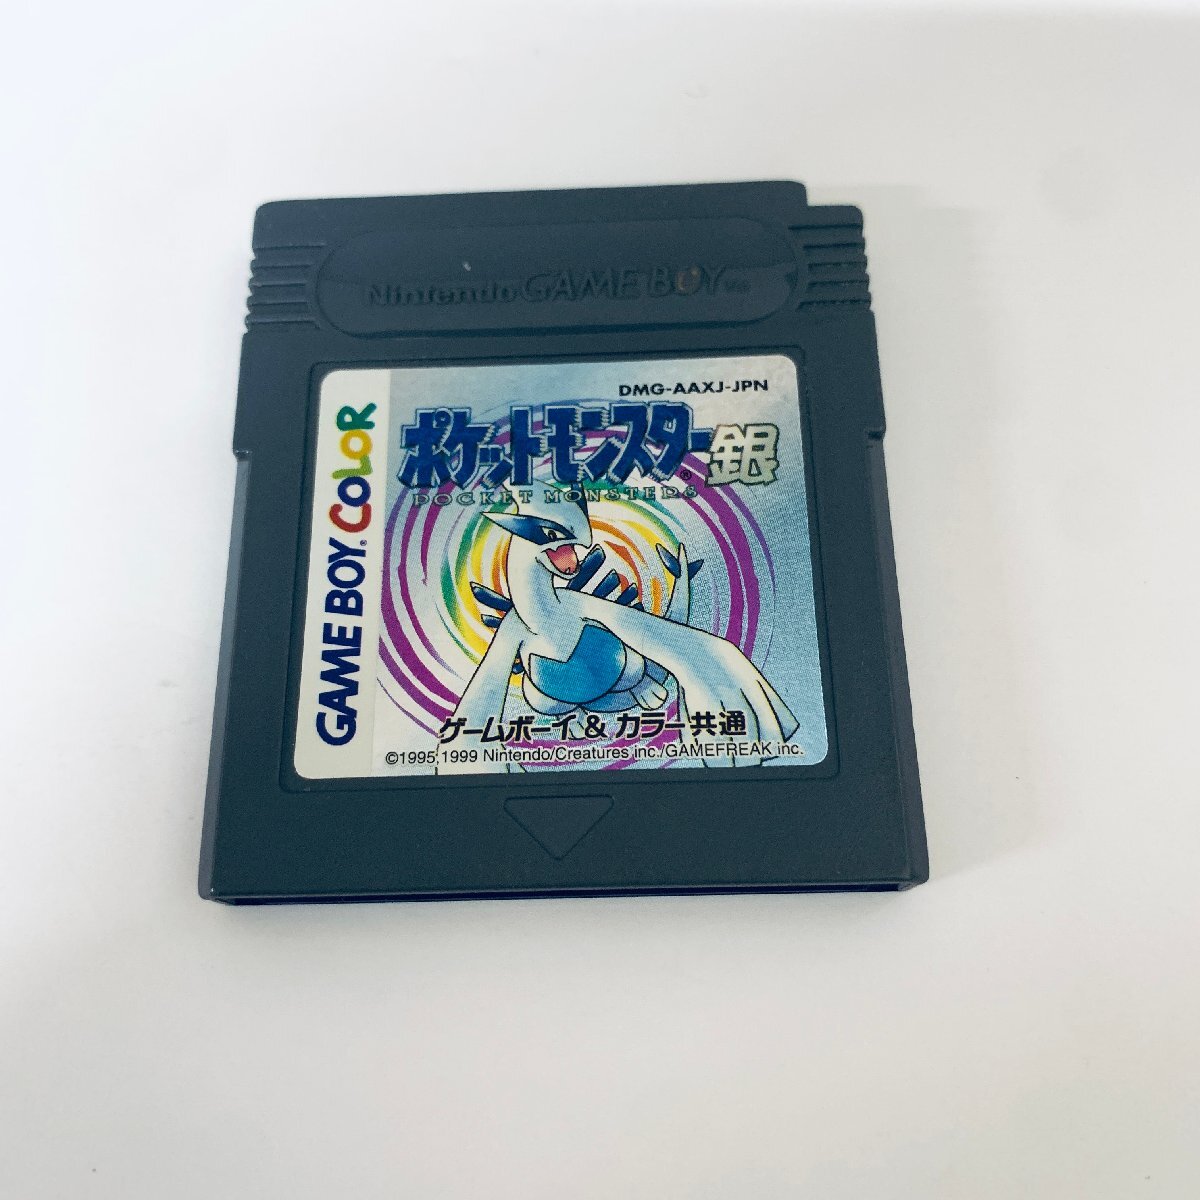 Nintendo GAME BOY TM
DMG-AAXJ-JPN
ポケットモンスター銀
POCKET MONSTERS
GAME BOY COLOR
ゲームボーイ & カラー共通
©1995,1999 Nintendo/Creatures inc./GAMEFREAK inc.